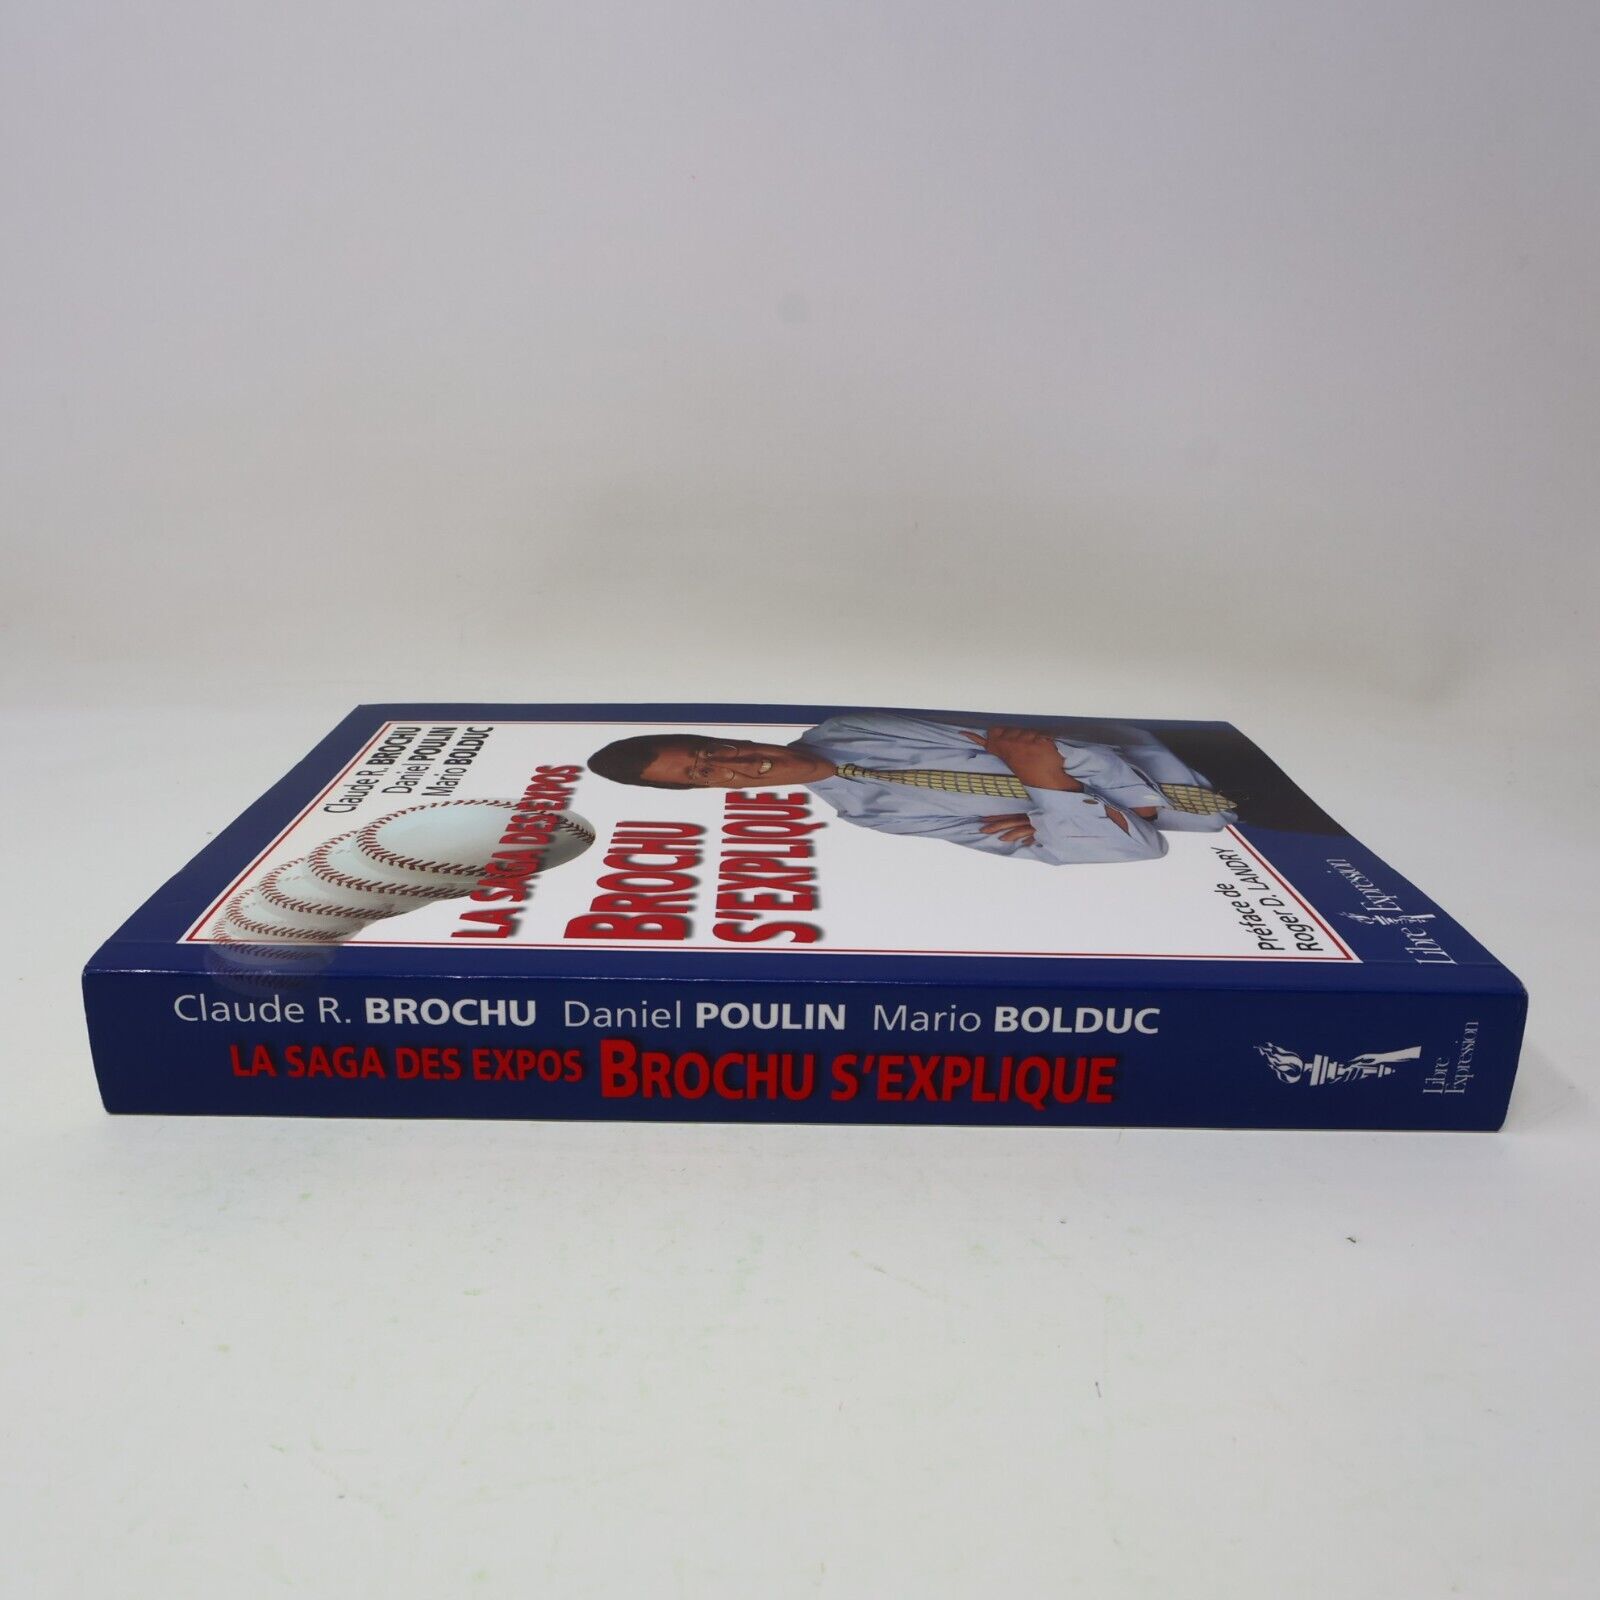 Claude R. BROCHU
Daniel POULIN
Mario BOLDUC
LA SAGA DES EXPOS
BROCHU
S'EXPLIQUE
Préface de
Roger D. LANDRY
Libre
Expression
Claude R. BROCHU Daniel POULIN Mario BOLDUC
LA SAGA DES EXPOS BROCHU S'EXPLIQUE
Libre
Expression